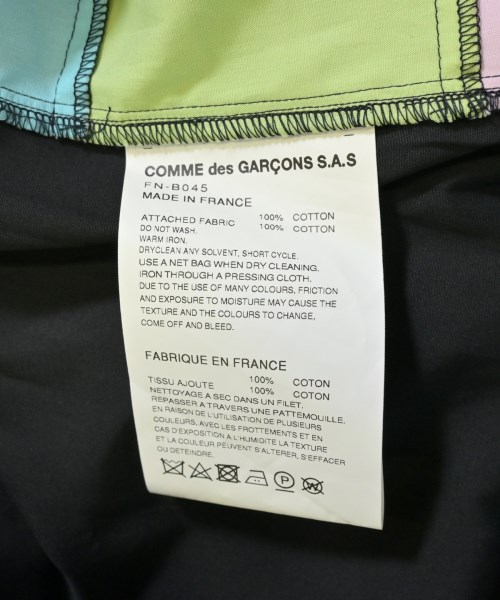 COMME des GARÇONS S.A.S
FN-B045
MADE IN FRANCE
100% COTTON
ATTACHED FABRIC 100% COTTON
DO NOT WASH.
WARM IRON.
DRYCLEAN ANY SOLVENT, SHORT CYCLE.
USE A NET BAG WHEN DRY CLEANING.
IRON THROUGH A PRESSING CLOTH.
DUE TO THE USE OF MANY COLOURS, FRICTION
AND EXPOSURE TO MOISTURE MAY CAUSE THE
TEXTURE AND THE COLOURS TO CHANGE,
COME OFF AND BLEED.
FABRIQUE EN FRANCE
100% COTON
TISSU AJOUTE 100% COTON
NETTOYAGE A SEC DANS UN FILET.
REPASSER A TRAVERS UNE PATTEMOUILLE.
EN RAISON DE L'UTILISATION DE PLUSIEURS
COULEURS, AVEC LES FROTTEMENTS ET EN
CAS D'EXPOSITION A L'HUMIDITE LA TEXTURE
ET LA COULEUR PEUVENT S'ALTERER, S'EFFACER
OU DETEINDRE.
P W